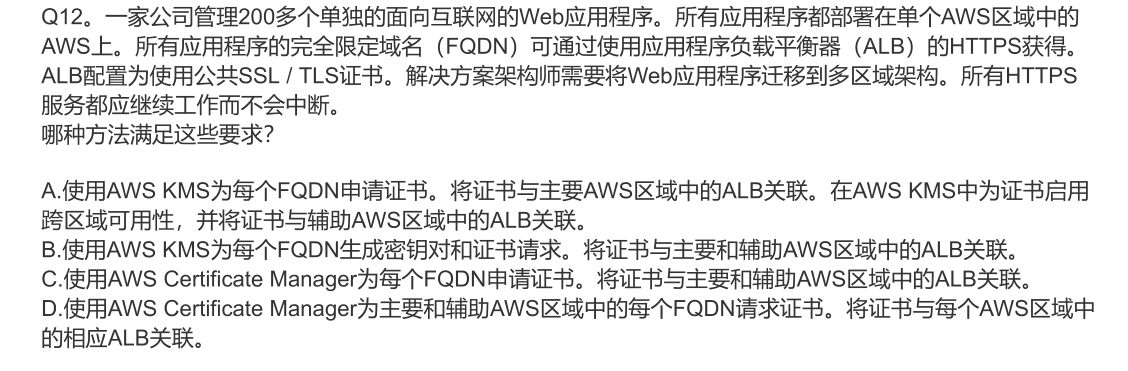 Q12。一家公司管理200多个单独的面向互联网的Web应用程序。所有应用程序都部署在单个AWS区域中的
AWS上。所有应用程序的完全限定域名（FQDN）可通过使用应用程序负载平衡器（ALB）的HTTPS获得。
ALB配置为使用公共SSL / TLS证书。解决方案架构师需要将Web应用程序迁移到多区域架构。所有HTTPS
服务都应继续工作而不会中断。
哪种方法满足这些要求？
A.使用AWS KMS为每个FQDN申请证书。将证书与主要AWS区域中的ALB关联。在AWS KMS中为证书启用
跨区域可用性，并将证书与辅助AWS区域中的ALB关联。
B.使用AWS KMS为每个FQDN生成密钥对和证书请求。将证书与主要和辅助AWS区域中的ALB关联。
C.使用AWS Certificate Manager为每个FQDN申请证书。将证书与主要和辅助AWS区域中的ALB关联。
D.使用AWS Certificate Manager为主要和辅助AWS区域中的每个FQDN请求证书。将证书与每个AWS区域中
的相应ALB关联。